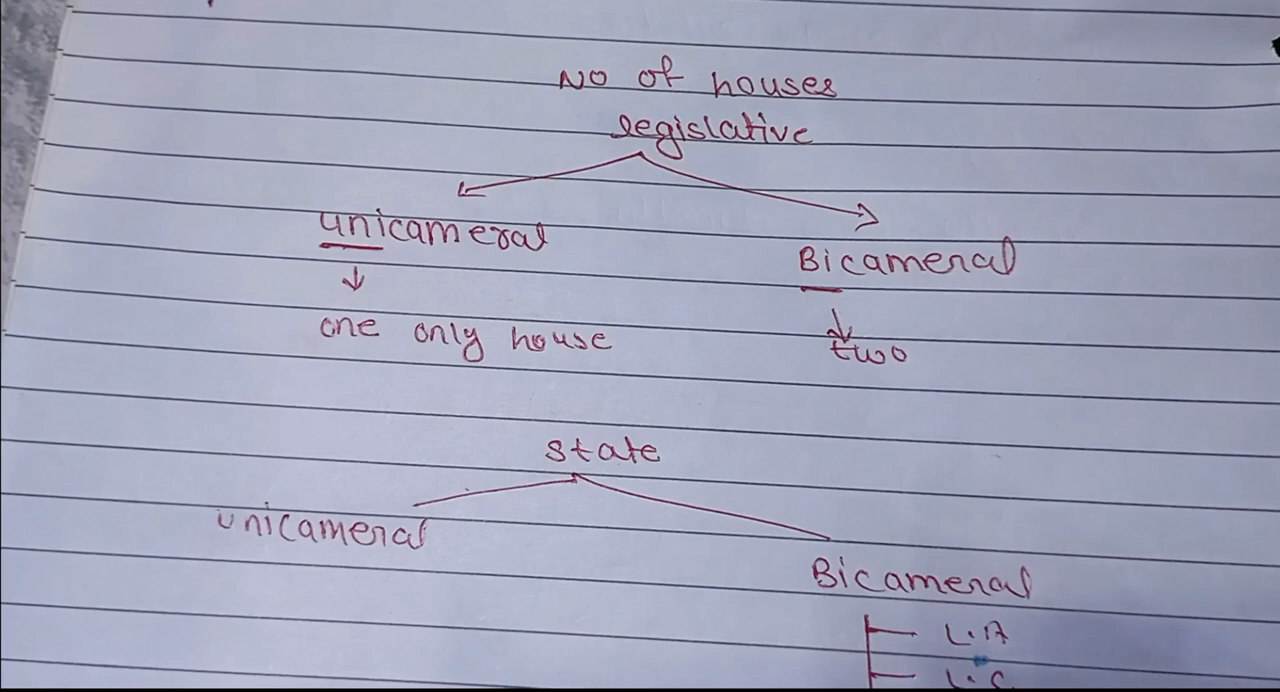 NO of houses
legislative
unicameral
Bicameral
one only house
two
state
unicameral
Bicameral
L.A
L.C